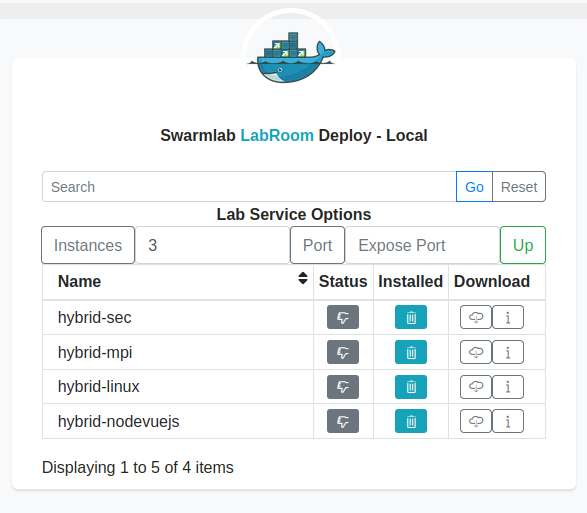 Swarmlab LabRoom Deploy - Local
Search Go Reset
Lab Service Options
Instances 3 Port Expose Port Up
Name Status Installed Download
hybrid-sec
hybrid-mpi
hybrid-linux
hybrid-nodevuejs
Displaying 1 to 5 of 4 items